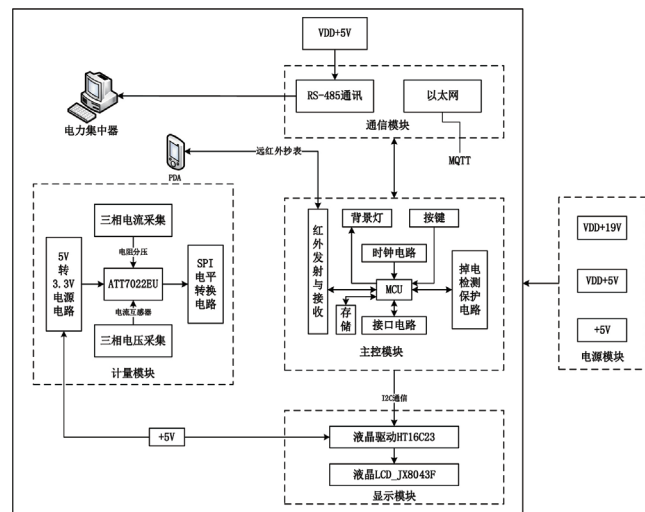 VDD+5V
RS-485通讯
以太网
通信模块
MQTT
电力集中器
PDA
远红外抄表
三相电流采集
电阻分压
5V
转
3.3V
电源
电路
ATT7022EU
SPI
电平
转换
电路
电流互感器
三相电压采集
计量模块
红外发射与接收
背景灯
按键
时钟电路
MCU
存储
接口电路
掉电
检测
保护
电路
主控模块
VDD+19V
VDD+5V
+5V
电源模块
I2C通信
+5V
液晶驱动HT16C23
液晶LCD_JX8043F
显示模块